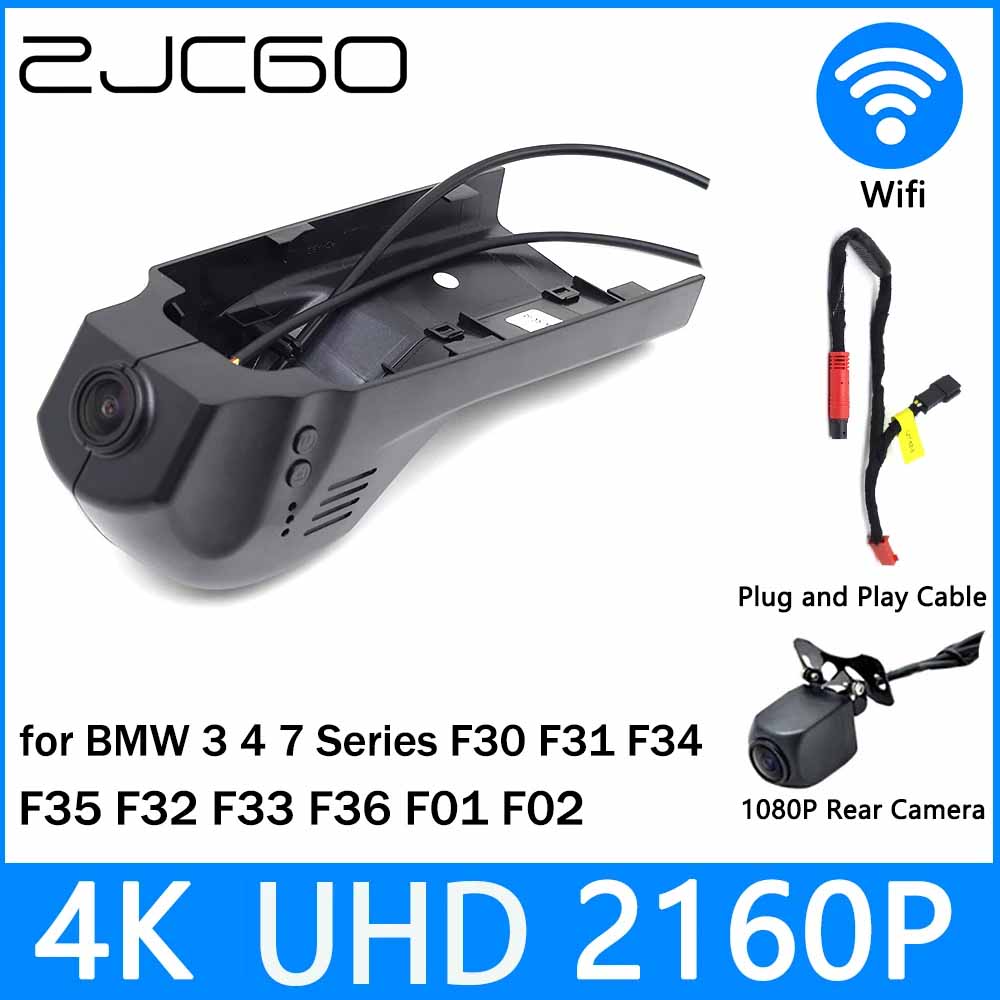 ZJCGO
Wifi
Plug and Play Cable
for BMW 3 4 7 Series F30 F31 F34
F35 F32 F33 F36 F01 F02
1080P Rear Camera
4K UHD 2160P